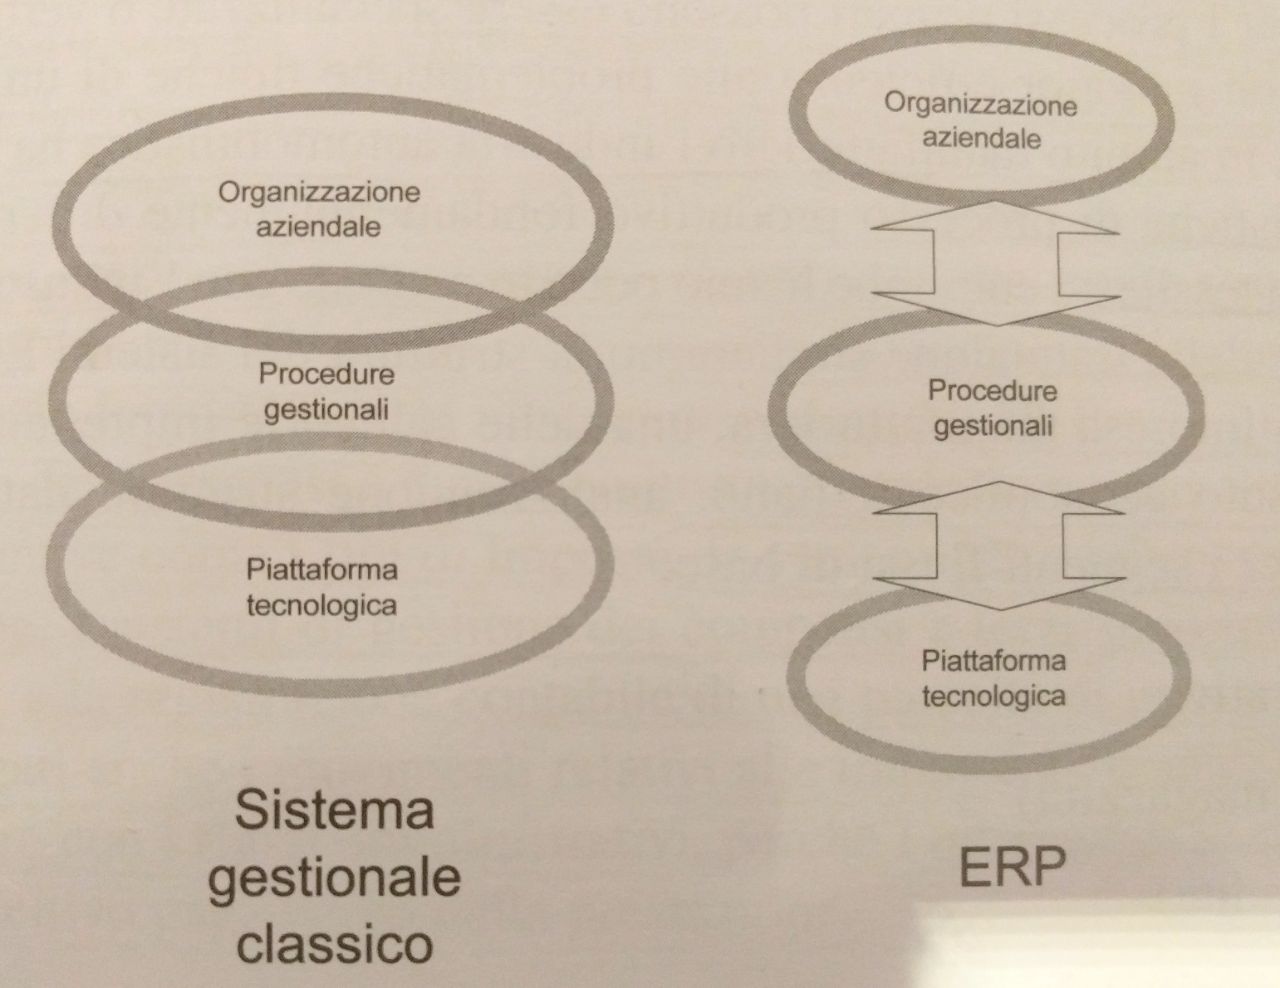 Organizzazione
aziendale
Procedure
gestionali
Piattaforma
tecnologica
Sistema
gestionale
classico
Organizzazione
aziendale
Procedure
gestionali
Piattaforma
tecnologica
ERP